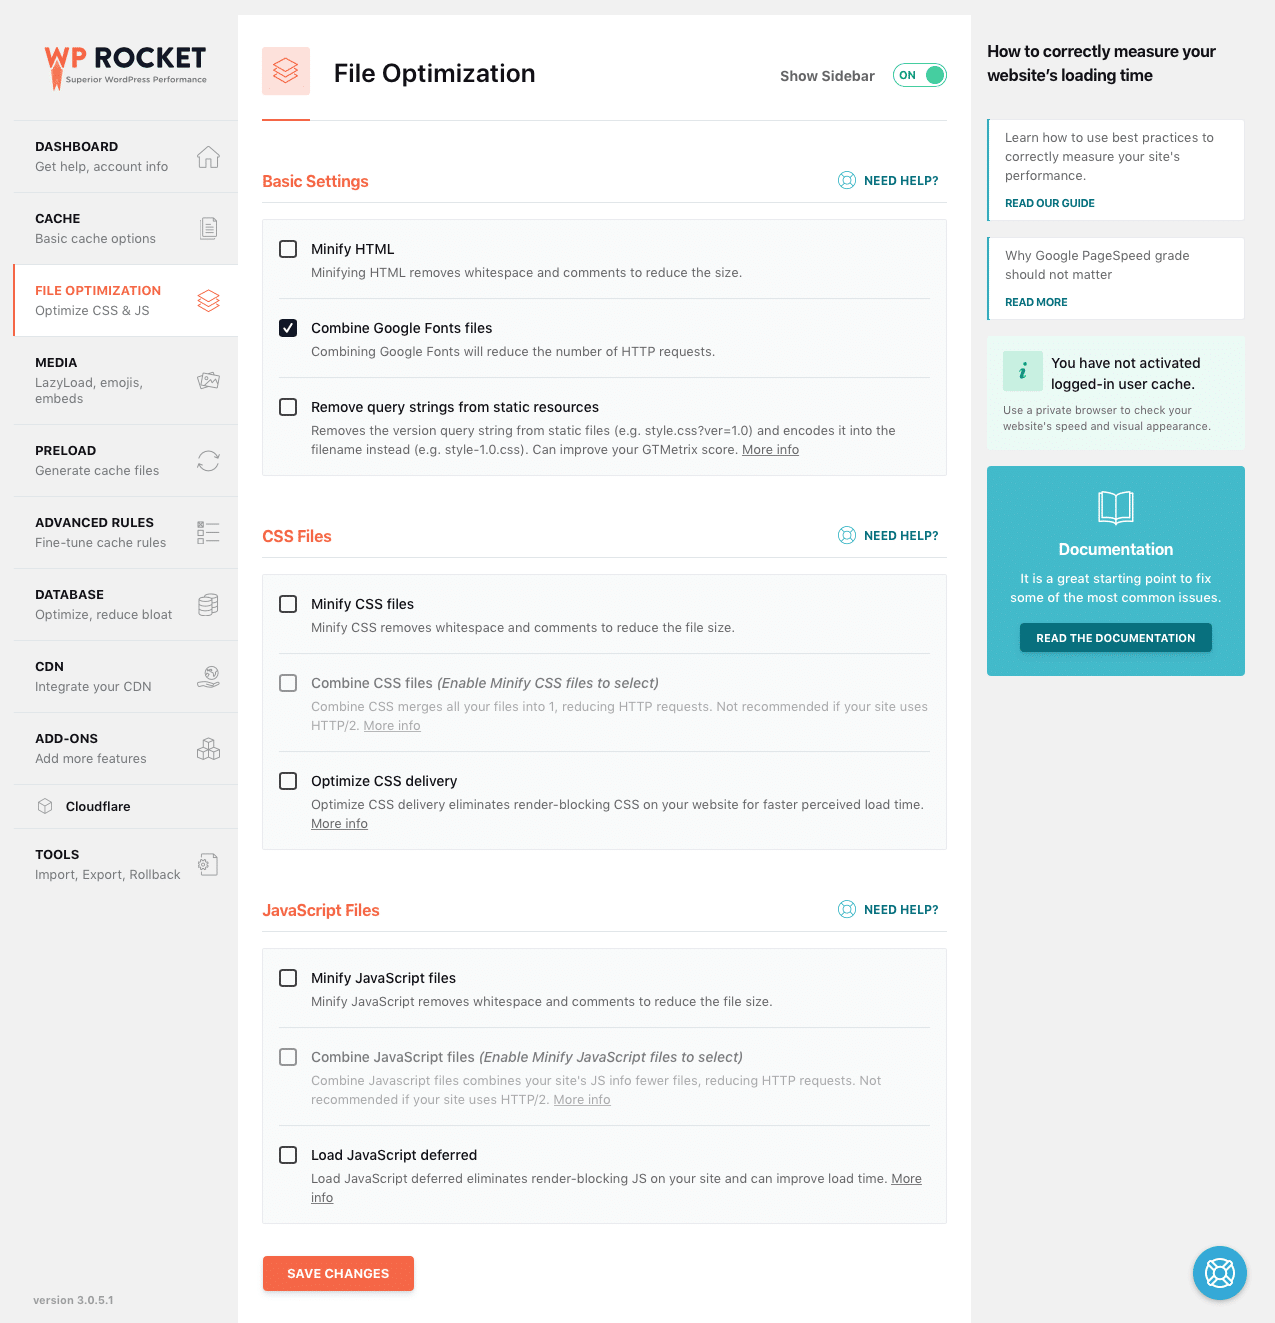 WP ROCKET
Superior WordPress Performance
DASHBOARD
Get help, account info
CACHE
Basic cache options
FILE OPTIMIZATION
Optimize CSS & JS
MEDIA
LazyLoad, emojis,
embeds
PRELOAD
Generate cache files
ADVANCED RULES
Fine-tune cache rules
DATABASE
Optimize, reduce bloat
CDN
Integrate your CDN
ADD-ONS
Add more features
Cloudflare
TOOLS
Import, Export, Rollback
version 3.0.5.1
File Optimization
Show Sidebar
ON
Basic Settings
NEED HELP?
Minify HTML
Minifying HTML removes whitespace and comments to reduce the size.
Combine Google Fonts files
Combining Google Fonts will reduce the number of HTTP requests.
Remove query strings from static resources
Removes the version query string from static files (e.g. style.css?ver=1.0) and encodes it into the
filename instead (e.g. style-1.0.css). Can improve your GTMetrix score. More info
CSS Files
NEED HELP?
Minify CSS files
Minify CSS removes whitespace and comments to reduce the file size.
Combine CSS files (Enable Minify CSS files to select)
Combine CSS merges all your files into 1, reducing HTTP requests. Not recommended if your site uses
HTTP/2. More info
Optimize CSS delivery
Optimize CSS delivery eliminates render-blocking CSS on your website for faster perceived load time.
More info
JavaScript Files
NEED HELP?
Minify JavaScript files
Minify JavaScript removes whitespace and comments to reduce the file size.
Combine JavaScript files (Enable Minify JavaScript files to select)
Combine Javascript files combines your site's JS info fewer files, reducing HTTP requests. Not
recommended if your site uses HTTP/2. More info
Load JavaScript deferred
Load JavaScript deferred eliminates render-blocking JS on your site and can improve load time. More
info
SAVE CHANGES
How to correctly measure your
website's loading time
Learn how to use best practices to
correctly measure your site's
performance.
READ OUR GUIDE
Why Google PageSpeed grade
should not matter
READ MORE
i
You have not activated
logged-in user cache.
Use a private browser to check your
website's speed and visual appearance.
Documentation
It is a great starting point to fix
some of the most common issues.
READ THE DOCUMENTATION